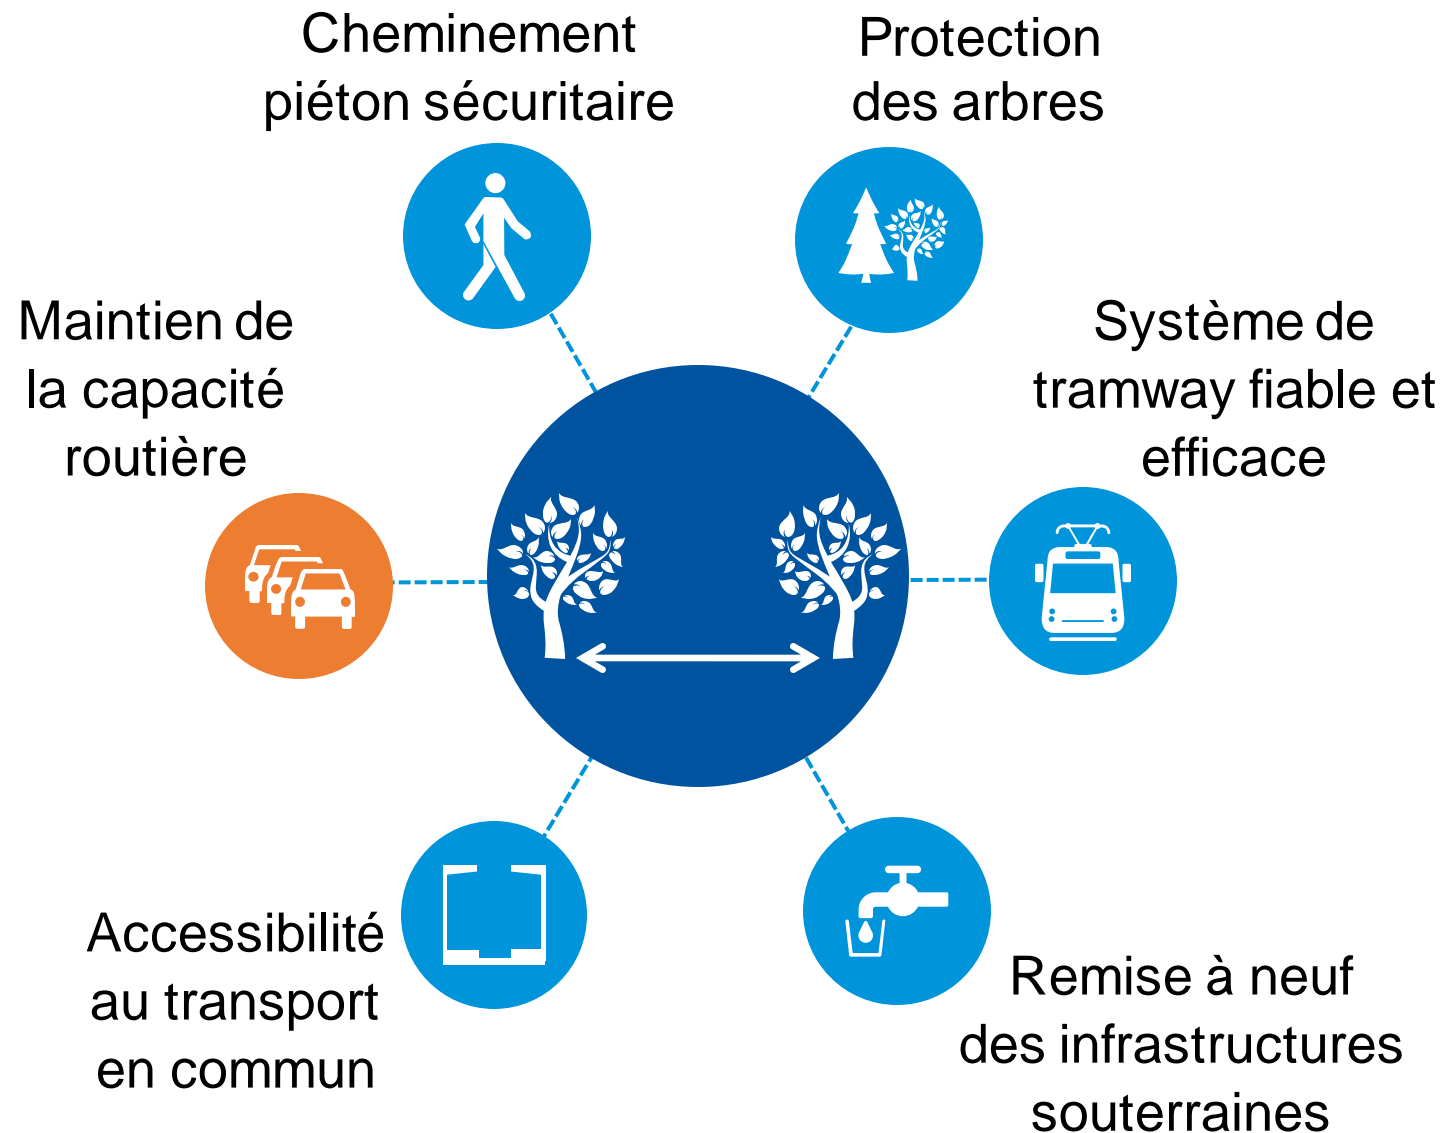 Cheminement
piéton sécuritaire
Protection
des arbres
Maintien de
la capacité
routière
Système de
tramway fiable et
efficace
Accessibilité
au transport
en commun
Remise à neuf
des infrastructures
souterraines